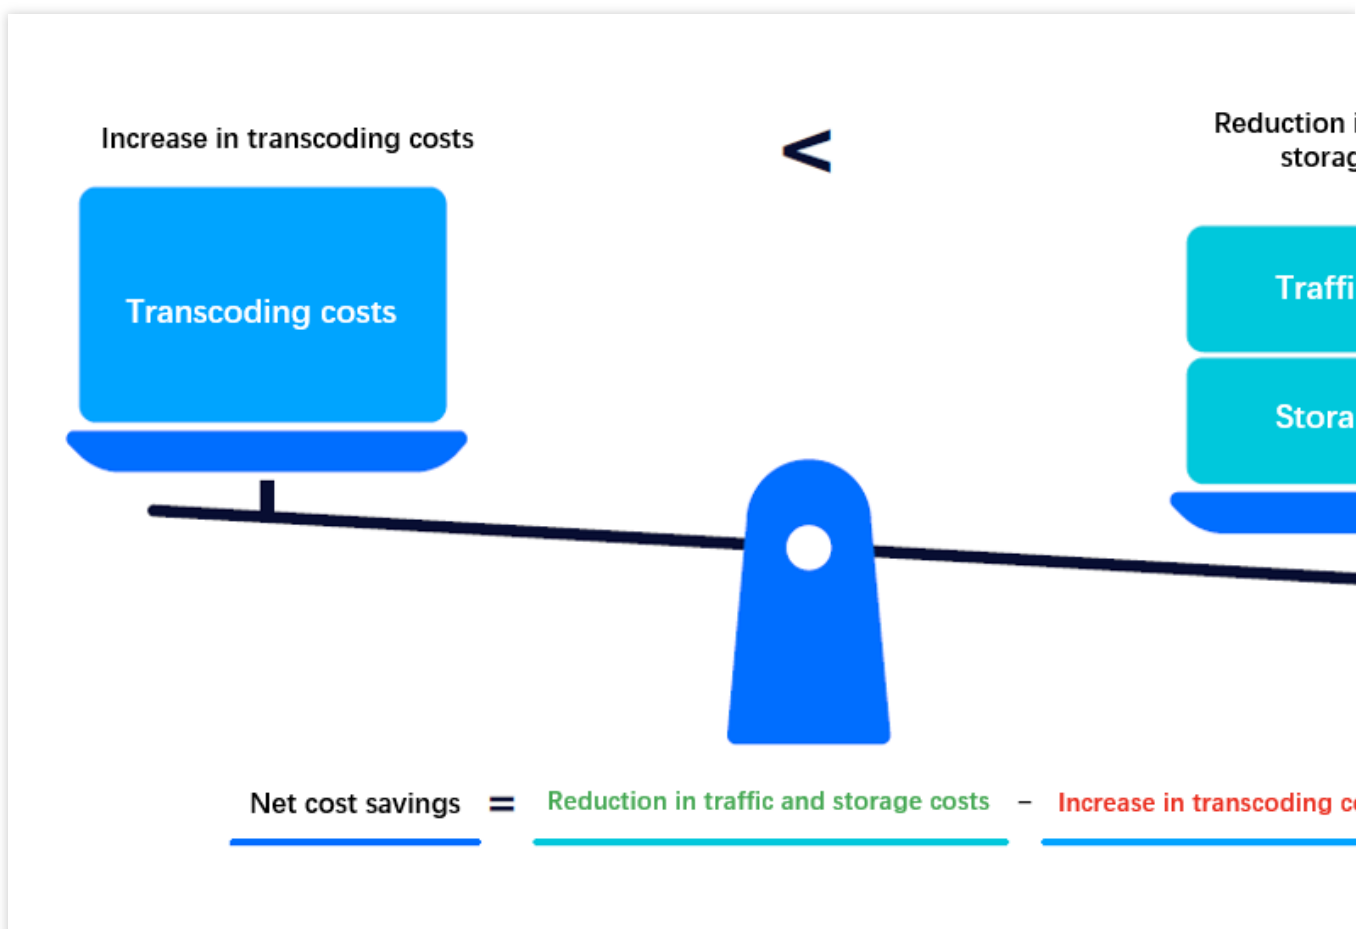 Increase in transcoding costs
<
Reduction
storag
Transcoding costs
Traffi
Stora
Net cost savings = Reduction in traffic and storage costs - Increase in transcoding